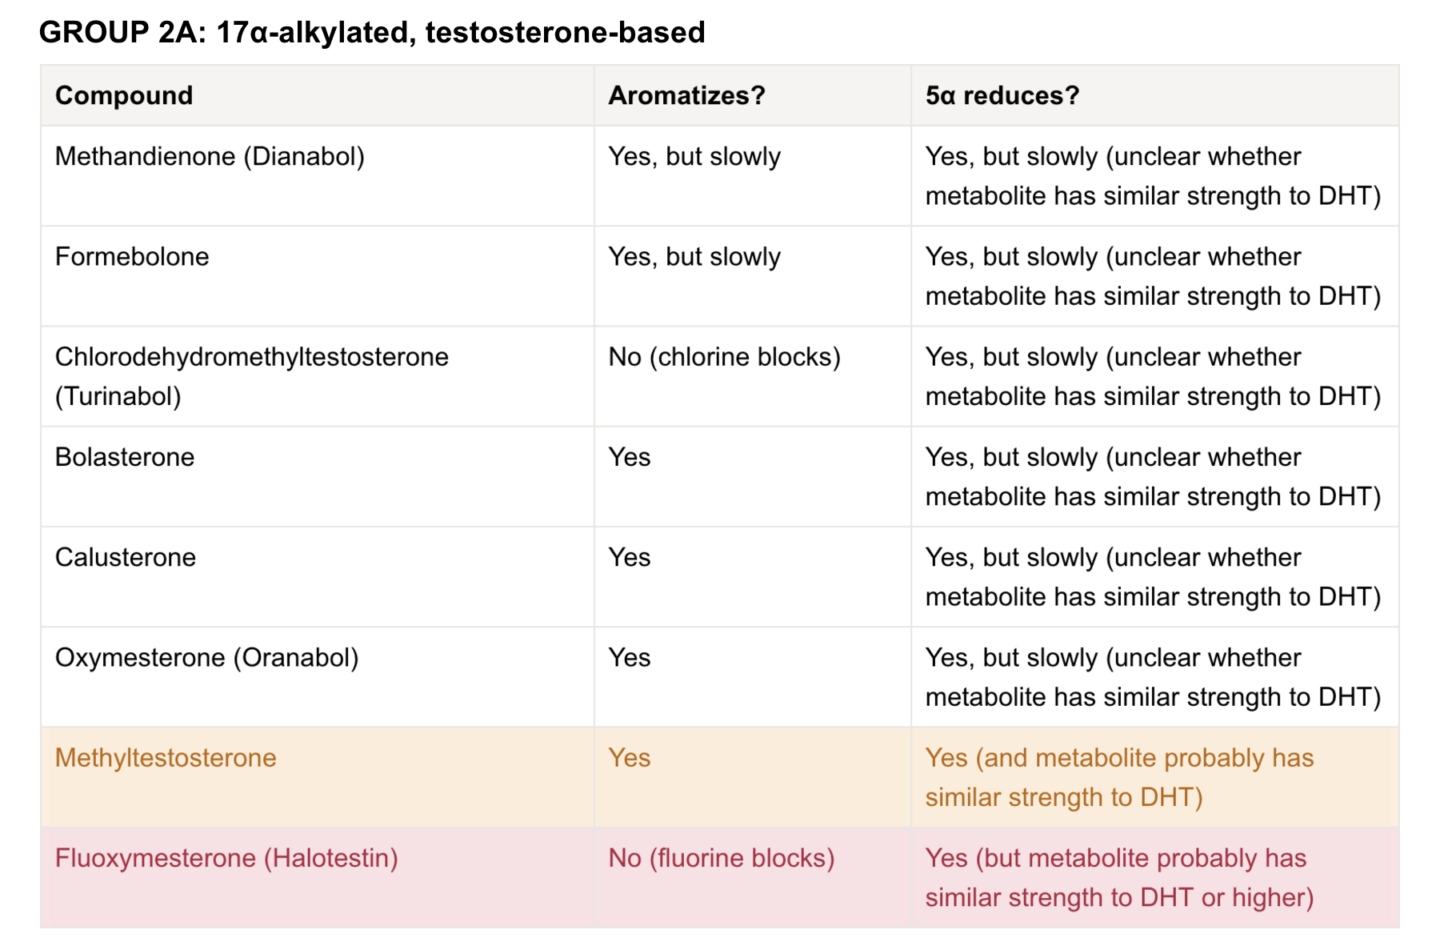 GROUP 2A: 17α-alkylated, testosterone-based
Compound Aromatizes? 5α reduces?
Methandienone (Dianabol) Yes, but slowly Yes, but slowly (unclear whether
metabolite has similar strength to DHT)
Formebolone Yes, but slowly Yes, but slowly (unclear whether
metabolite has similar strength to DHT)
Chlorodehydromethyltestosterone No (chlorine blocks) Yes, but slowly (unclear whether
(Turinabol) metabolite has similar strength to DHT)
Bolasterone Yes Yes, but slowly (unclear whether
metabolite has similar strength to DHT)
Calusterone Yes Yes, but slowly (unclear whether
metabolite has similar strength to DHT)
Oxymesterone (Oranabol) Yes Yes, but slowly (unclear whether
metabolite has similar strength to DHT)
Methyltestosterone Yes Yes (and metabolite probably has
similar strength to DHT)
Fluoxymesterone (Halotestin) No (fluorine blocks) Yes (but metabolite probably has
similar strength to DHT or higher)